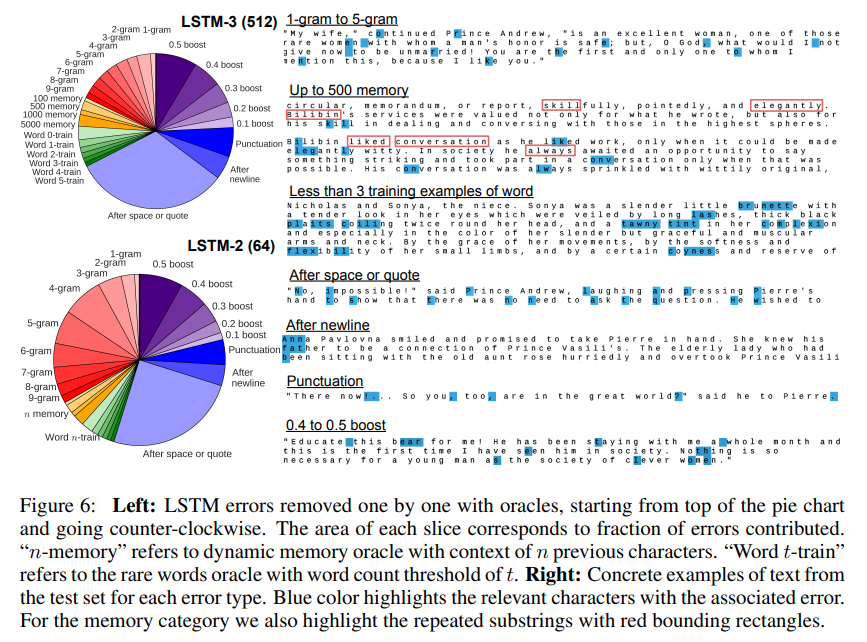 LSTM-3 (512)
2-gram 1-gram
3-gram
4-gram
5-gram
6-gram
7-gram
8-gram
9-gram
100 memory
500 memory
1000 memory
5000 memory
Word 0-train
Word 1-train
Word 2-train
Word 3-train
Word 4-train
Word 5-train
0.5 boost
0.4 boost
0.3 boost
0.2 boost
0.1 boost
Punctuation
After
newline
After space or quote
LSTM-2 (64)
1-gram
2-gram
3-gram
4-gram
5-gram
6-gram
7-gram
8-gram
9-gram
n memory
Word n-train
0.5 boost
0.4 boost
0.3 boost
0.2 boost
0.1 boost
Punctuation
After
newline
After space or quote
1-gram to 5-gram
"My wife," continued Prince Andrew, "is an excellent woman, one of those
rare women with whom a man's honor is safe; but, O God, what would I not
give now to be unmarried! You are the first and only one to whom I
mention this, because I like you."
Up to 500 memory
circular, memorandum, or report, skillfully, pointedly, and elegantly.
Bilibin's services were valued not only for what he wrote, but also for
his skill in dealing and conversing with those in the highest spheres.
Bilibin liked conversation as he liked work, only when it could be made
elegantly witty. In society he always awaited an opportunity to say
something striking and took part in a conversation only when that was
possible. His conversation was always sprinkled with wittily original,
Less than 3 training examples of word
Nicholas and Sonya, the niece. Sonya was a slender little brunette with
a tender look in her eyes which were veiled by long lashes, thick black
plaits coiling twice round her head, and a tawny tint in her complexion
and especially in the color of her slender but graceful and muscular
arms and neck. By the grace of her movements, by the softness and
flexibility of her small limbs, and by a certain coyness and reserve of
After space or quote
"No, impossible!" said Prince Andrew, laughing and pressing Pierre's
hand to show that there was no need to ask the question. He wished to
After newline
Anna Pavlovna smiled and promised to take Pierre in hand. She knew his
father to be a connection of Prince Vasili's. The elderly lady who had
been sitting with the old aunt rose hurriedly and overtook Prince Vasili
Punctuation
"There now!... So you, too, are in the great world?" said he to Pierre.
0.4 to 0.5 boost
"Educate this bear for me! He has been staying with me a whole month and
this is the first time I have seen him in society. Nothing is so
necessary for a young man as the society of clever women."
Figure 6: Left: LSTM errors removed one by one with oracles, starting from top of the pie chart
and going counter-clockwise. The area of each slice corresponds to fraction of errors contributed.
“n-memory” refers to dynamic memory oracle with context of n previous characters. “Word t-train”
refers to the rare words oracle with word count threshold of t. Right: Concrete examples of text from
the test set for each error type. Blue color highlights the relevant characters with the associated error.
For the memory category we also highlight the repeated substrings with red bounding rectangles.